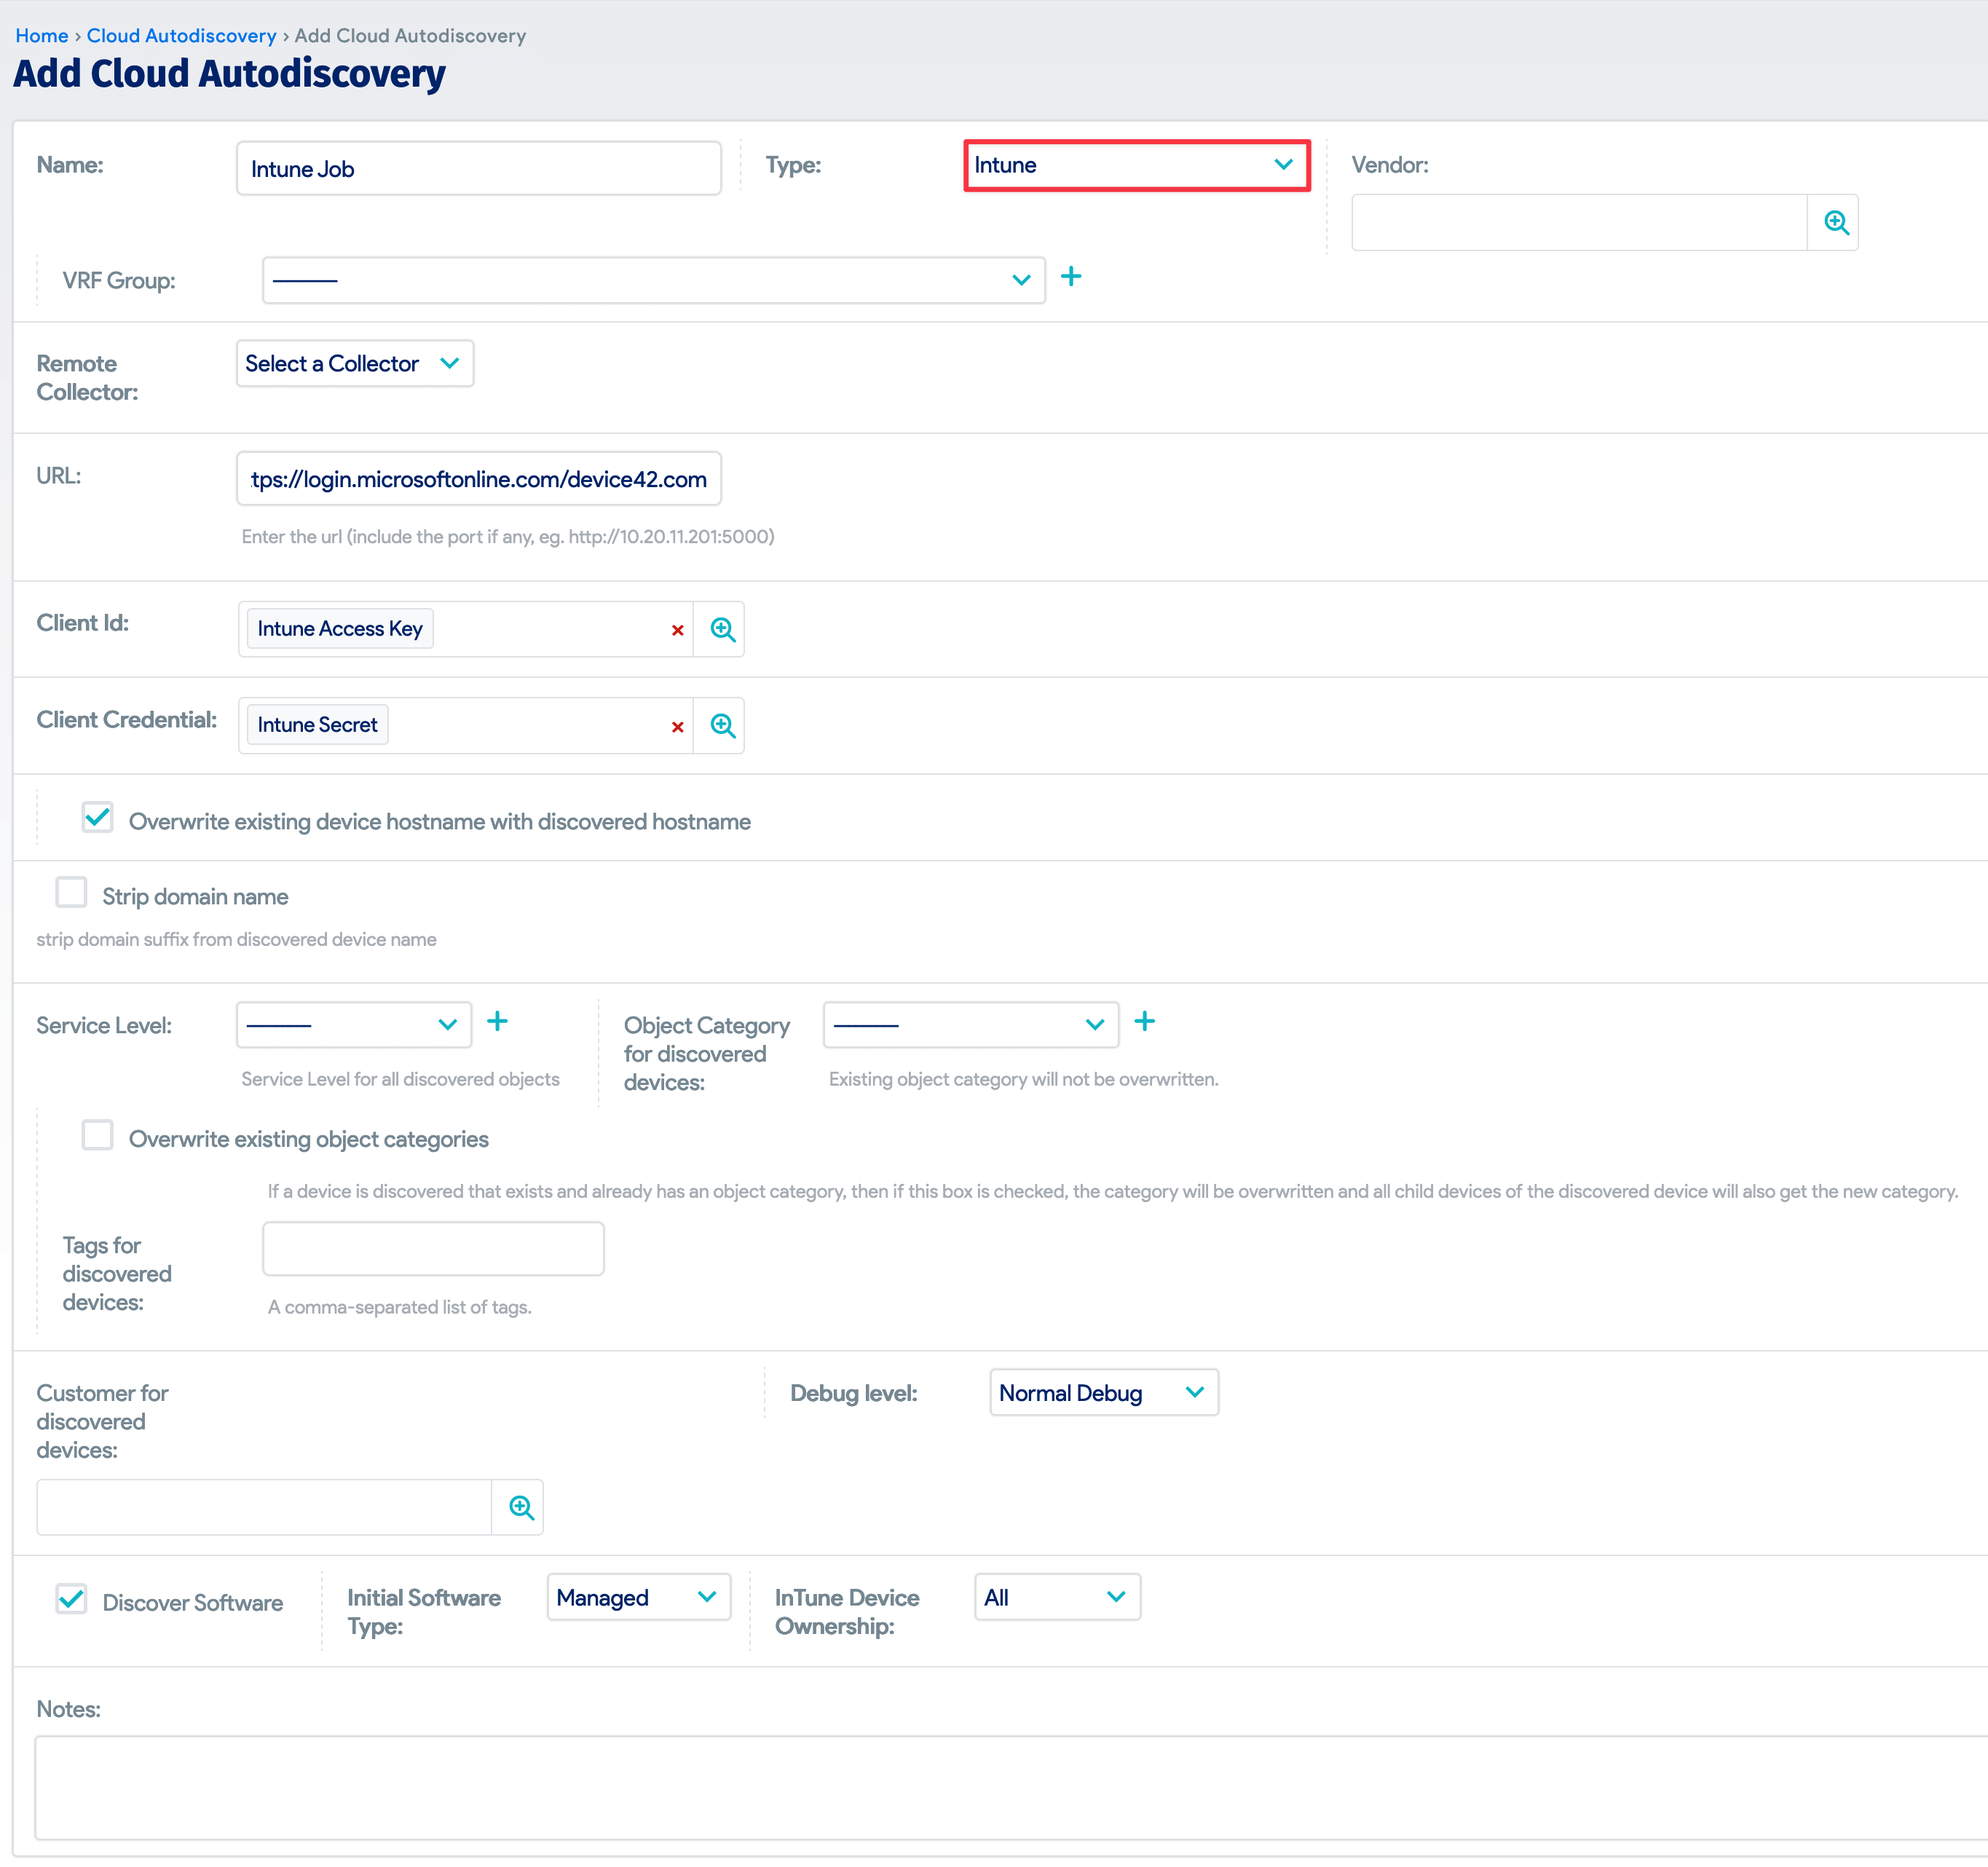 Home › Cloud Autodiscovery › Add Cloud Autodiscovery
Add Cloud Autodiscovery
Name:
Intune Job
Type:
Intune
Vendor:
VRF Group:
---------
Remote
Collector:
Select a Collector
URL:
tps://login.microsoftonline.com/device42.com
Enter the url (include the port if any, eg. http://10.20.11.201:5000)
Client Id:
Intune Access Key
Client Credential:
Intune Secret
Overwrite existing device hostname with discovered hostname
Strip domain name
strip domain suffix from discovered device name
Service Level:
---------
Service Level for all discovered objects
Object Category
for discovered
devices:
---------
Existing object category will not be overwritten.
Overwrite existing object categories
If a device is discovered that exists and already has an object category, then if this box is checked, the category will be overwritten and all child devices of the discovered device will also get the new category.
Tags for
discovered
devices:
A comma-separated list of tags.
Customer for
discovered
devices:
Debug level:
Normal Debug
Discover Software
Initial Software
Type:
Managed
InTune Device
Ownership:
All
Notes: